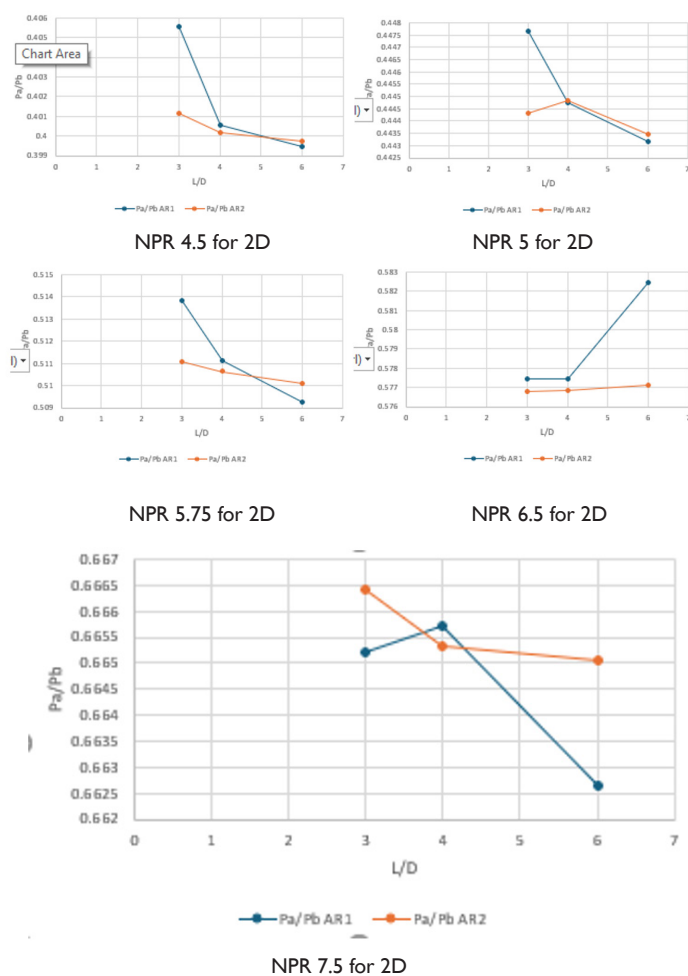 0.406
0.405
Chart Area
0.403
0.402
0.401
0.4
0.399
Pa/Pb
0 1 2 3 4 5 6 7
L/D
Pa/Pb AR1 Pa/Pb AR2
NPR 4.5 for 2D
0.448
0.4475
0.447
0.4465
0.446
0.4455
0.445
0.4445
0.444
0.4435
0.443
0.4425
a/Pb
l)
0 1 2 3 4 5 6 7
L/D
Pa/Pb AR1 Pa/Pb AR2
NPR 5 for 2D
0.515
0.514
0.513
0.512
0.511
0.51
0.509
a/Pb
l)
0 1 2 3 4 5 6 7
L/D
Pa/Pb AR1 Pa/Pb AR2
NPR 5.75 for 2D
0.583
0.582
0.581
0.58
0.579
0.578
0.577
0.576
a/Pb
l)
0 1 2 3 4 5 6 7
L/D
Pa/Pb AR1 Pa/Pb AR2
NPR 6.5 for 2D
0.667
0.6665
0.666
0.6655
0.665
0.6645
0.664
0.6635
0.663
0.6625
0.662
Pa/Pb
0 1 2 3 4 5 6 7
L/D
Pa/Pb AR1 Pa/Pb AR2
NPR 7.5 for 2D